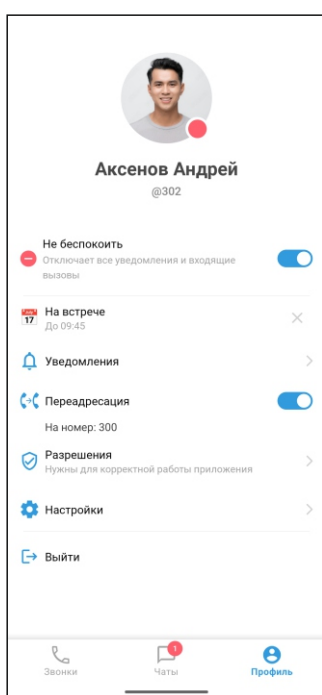 Аксенов Андрей
@302
Не беспокоить
Отключает все уведомления и входящие
вызовы
17
На встрече
До 09:45
Уведомления
Переадресация
На номер: 300
Разрешения
Нужны для корректной работы приложения
Настройки
Выйти
1
Звонки
Чаты
Профиль